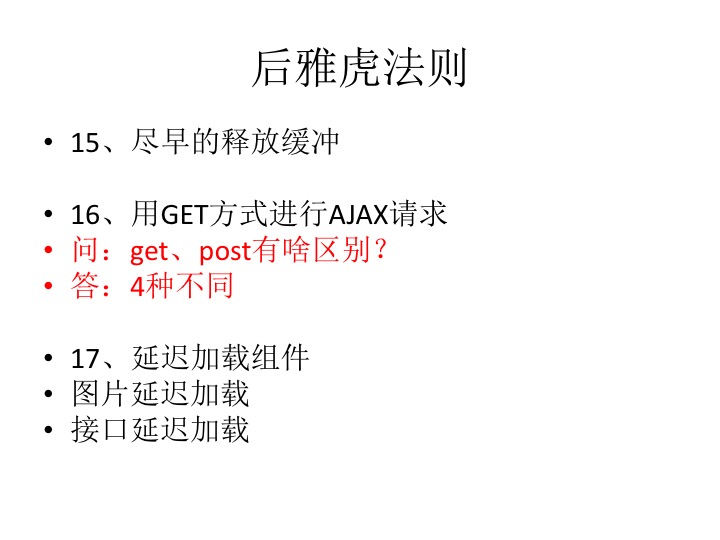 后雅虎法则
• 15、尽早的释放缓冲
• 16、用GET方式进行AJAX请求
• 问：get、post有啥区别？
• 答：4种不同
• 17、延迟加载组件
• 图片延迟加载
• 接口延迟加载